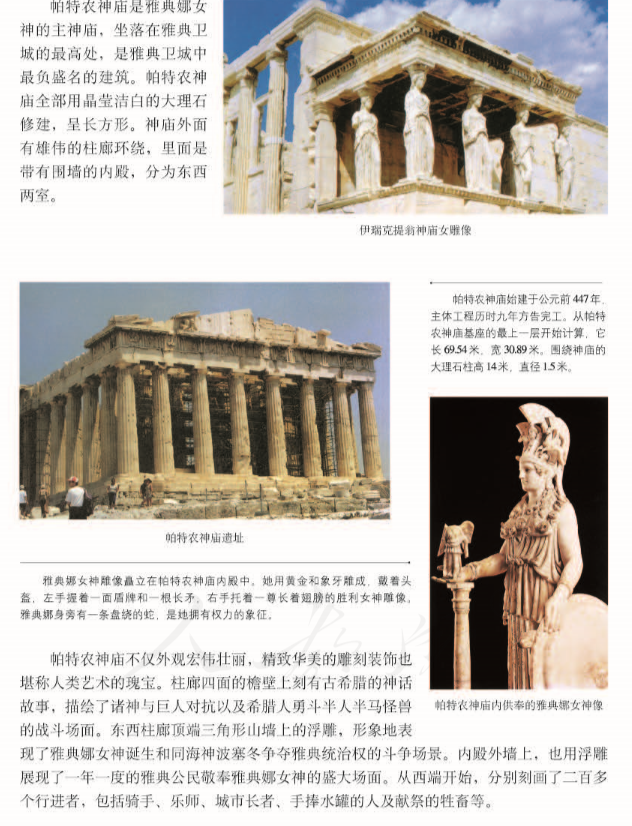 帕特农神庙是雅典娜女
神的主神庙，坐落在雅典卫
城的最高处，是雅典卫城中
最负盛名的建筑。帕特农神
庙全部用晶莹洁白的大理石
修建，呈长方形。神庙外面
有雄伟的柱廊环绕，里面是
带有围墙的内殿，分为东西
两室。
伊瑞克提翁神庙女雕像
帕特农神庙始建于公元前447年，
主体工程历时九年方告完工。从帕特
农神庙基座的最上一层开始计算，它
长69.54米，宽30.89米。围绕神庙的
大理石柱高14米，直径1.5米。
帕特农神庙遗址
雅典娜女神雕像矗立在帕特农神庙内殿中。她用黄金和象牙雕成，戴着头
盔，左手握着一面盾牌和一根长矛，右手托着一尊长着翅膀的胜利女神雕像。
雅典娜身旁有一条盘绕的蛇，是她拥有权力的象征。
帕特农神庙内供奉的雅典娜女神像
帕特农神庙不仅外观宏伟壮丽，精致华美的雕刻装饰也
堪称人类艺术的瑰宝。柱廊四面的檐壁上刻有古希腊的神话
故事，描绘了诸神与巨人对抗以及希腊人勇斗半人半马怪兽
的战斗场面。东西柱廊顶端三角形山墙上的浮雕，形象地表
现了雅典娜女神诞生和同海神波塞冬争夺雅典统治权的斗争场景。内殿外墙上，也用浮雕
展现了一年一度的雅典公民敬奉雅典娜女神的盛大场面。从西端开始，分别刻画了二百多
个行进者，包括骑手、乐师、城市长者、手捧水罐的人及献祭的牲畜等。